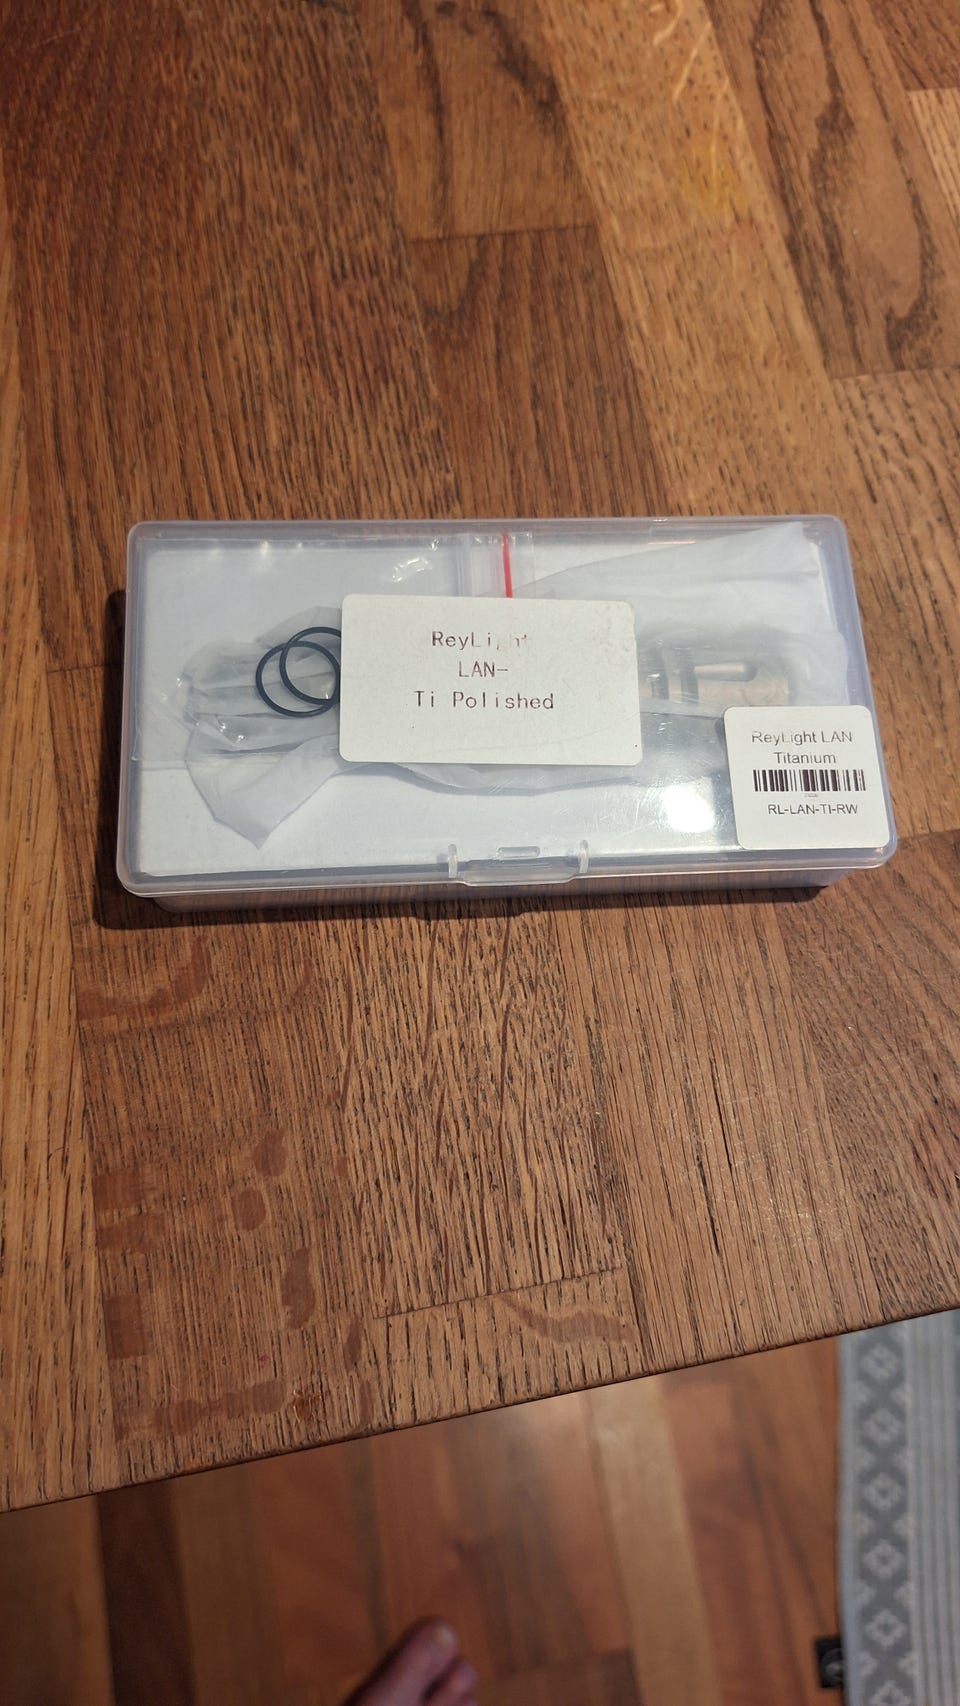 ReyLight
LAN-
Ti Polished
ReyLight LAN
Titanium
RL-LAN-TI-RW